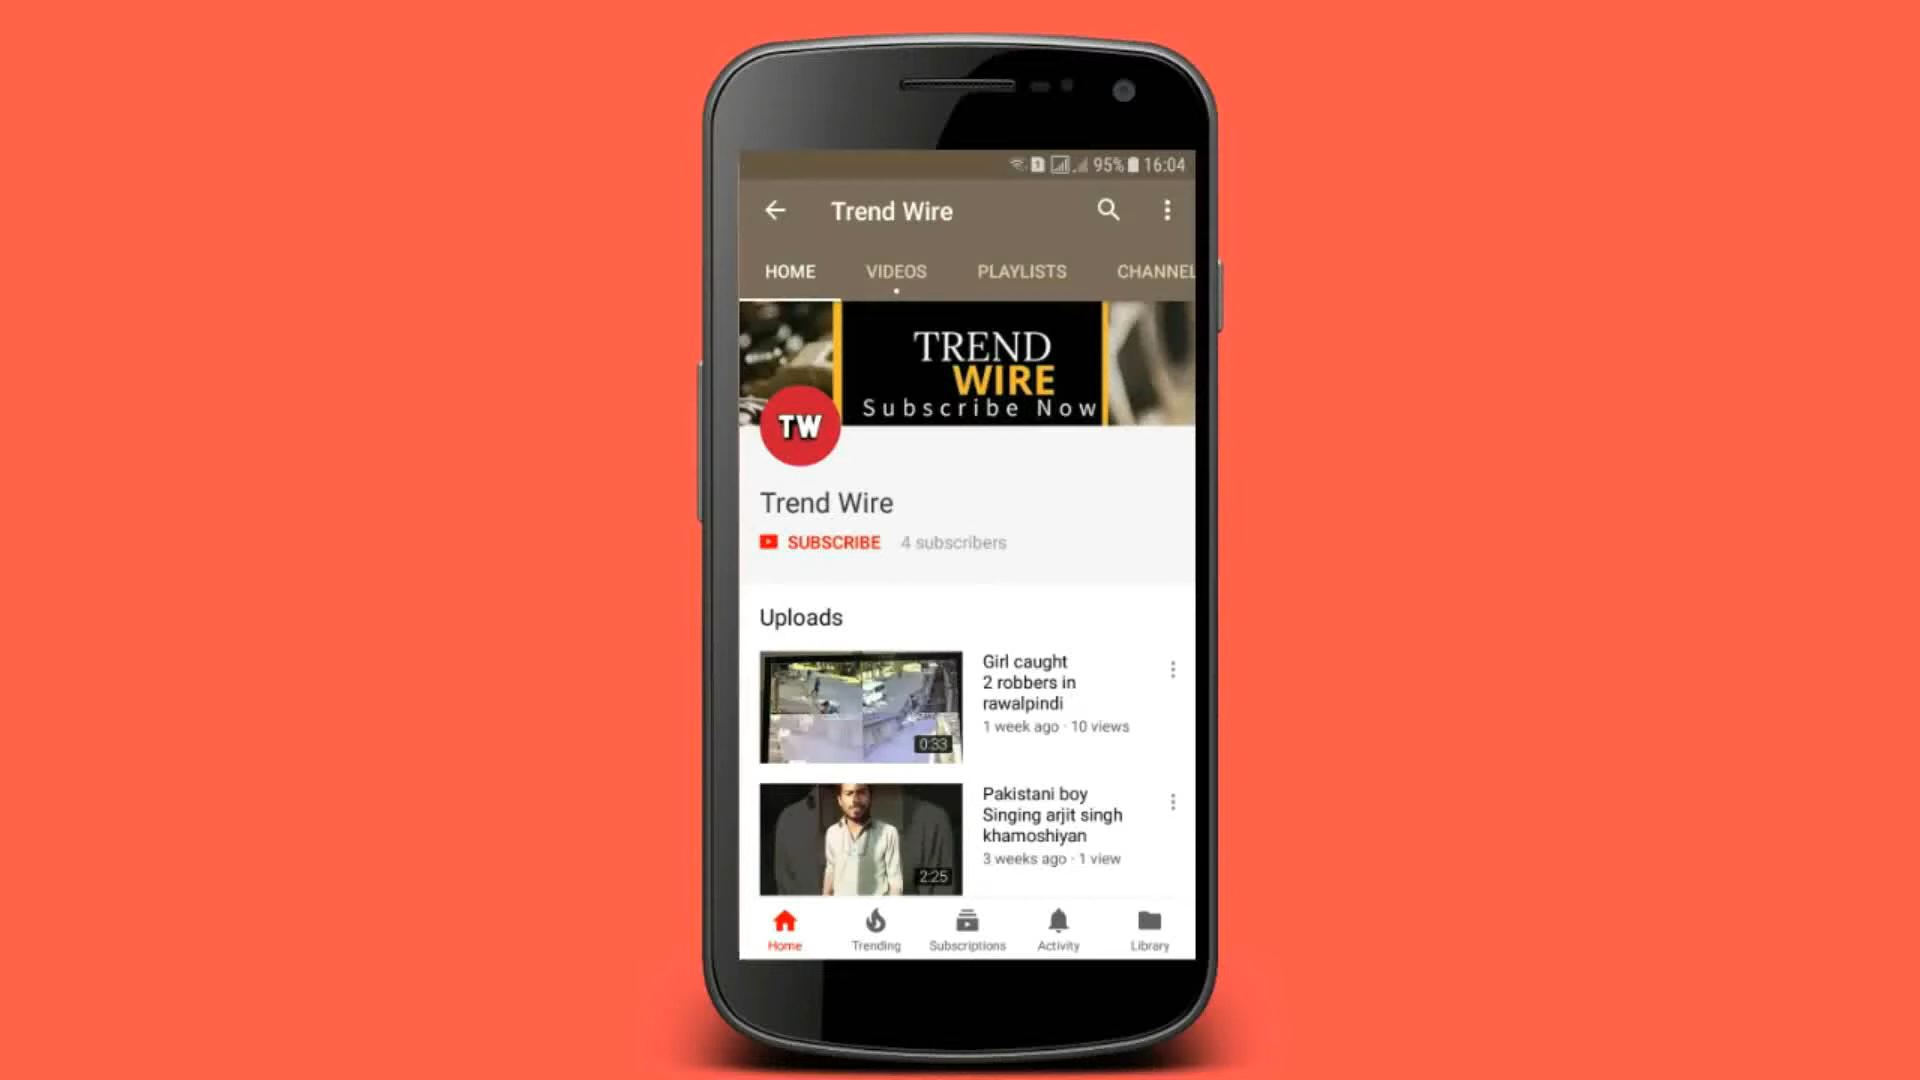 95% 16:04
Trend Wire
HOME VIDEOS PLAYLISTS CHANNEL
TREND
WIRE
Subscribe Now
TW
Trend Wire
SUBSCRIBE 4 subscribers
Uploads
Girl caught
2 robbers in
rawalpindi
1 week ago · 10 views
0:33
Pakistani boy
Singing arjit singh
khamoshiyan
3 weeks ago · 1 view
2:25
Home Trending Subscriptions Activity Library